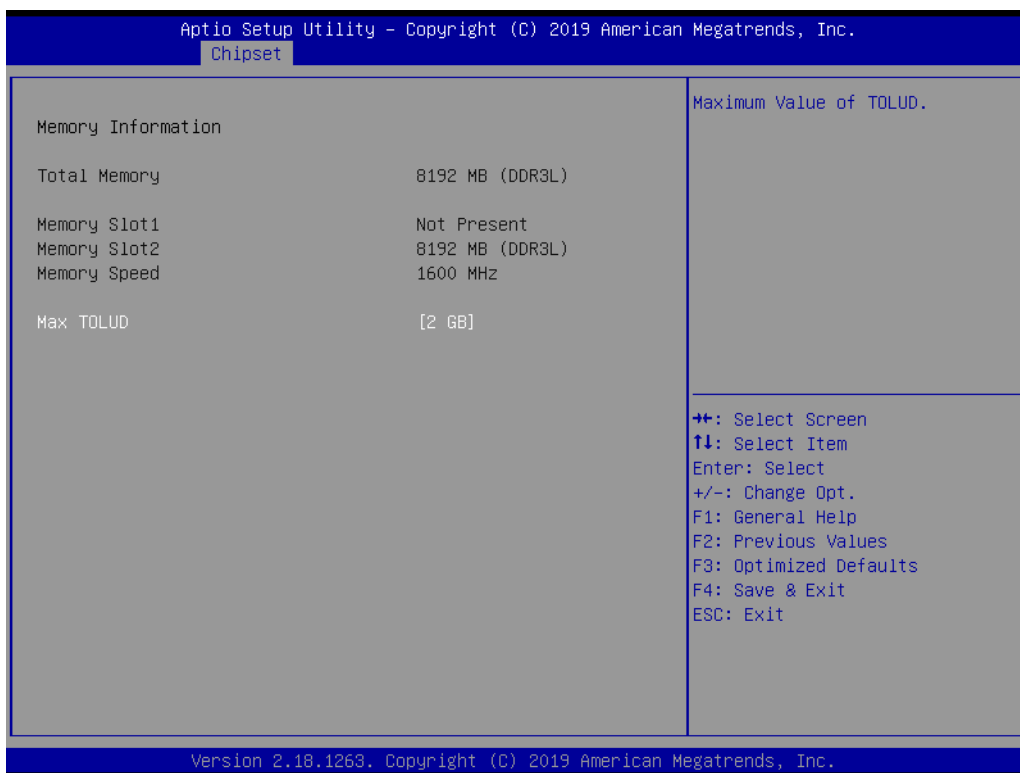 Aptio Setup Utility – Copyright (C) 2019 American Megatrends, Inc.
Chipset
Memory Information
Total Memory 8192 MB (DDR3L)
Memory Slot1 Not Present
Memory Slot2 8192 MB (DDR3L)
Memory Speed 1600 MHz
Max TOLUD [2 GB]
Maximum Value of TOLUD.
→←: Select Screen
↑↓: Select Item
Enter: Select
+/-: Change Opt.
F1: General Help
F2: Previous Values
F3: Optimized Defaults
F4: Save & Exit
ESC: Exit
Version 2.18.1263. Copyright (C) 2019 American Megatrends, Inc.